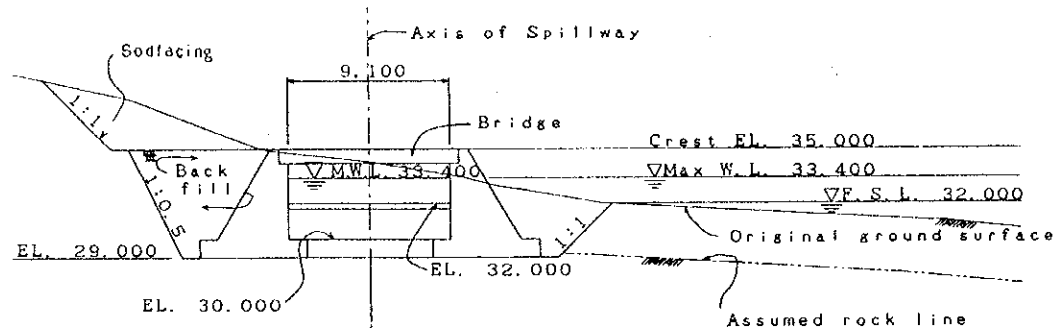 Axis of Spillway
Sodfacing
9.100
1:1
Bridge
Crest EL. 35.000
Back
fill
M.W.L. 33.400
Max W.L. 33.400
F.S.L. 32.000
1:0.5
1:1
Original ground surface
EL. 29.000
EL. 32.000
EL. 30.000
Assumed rock line